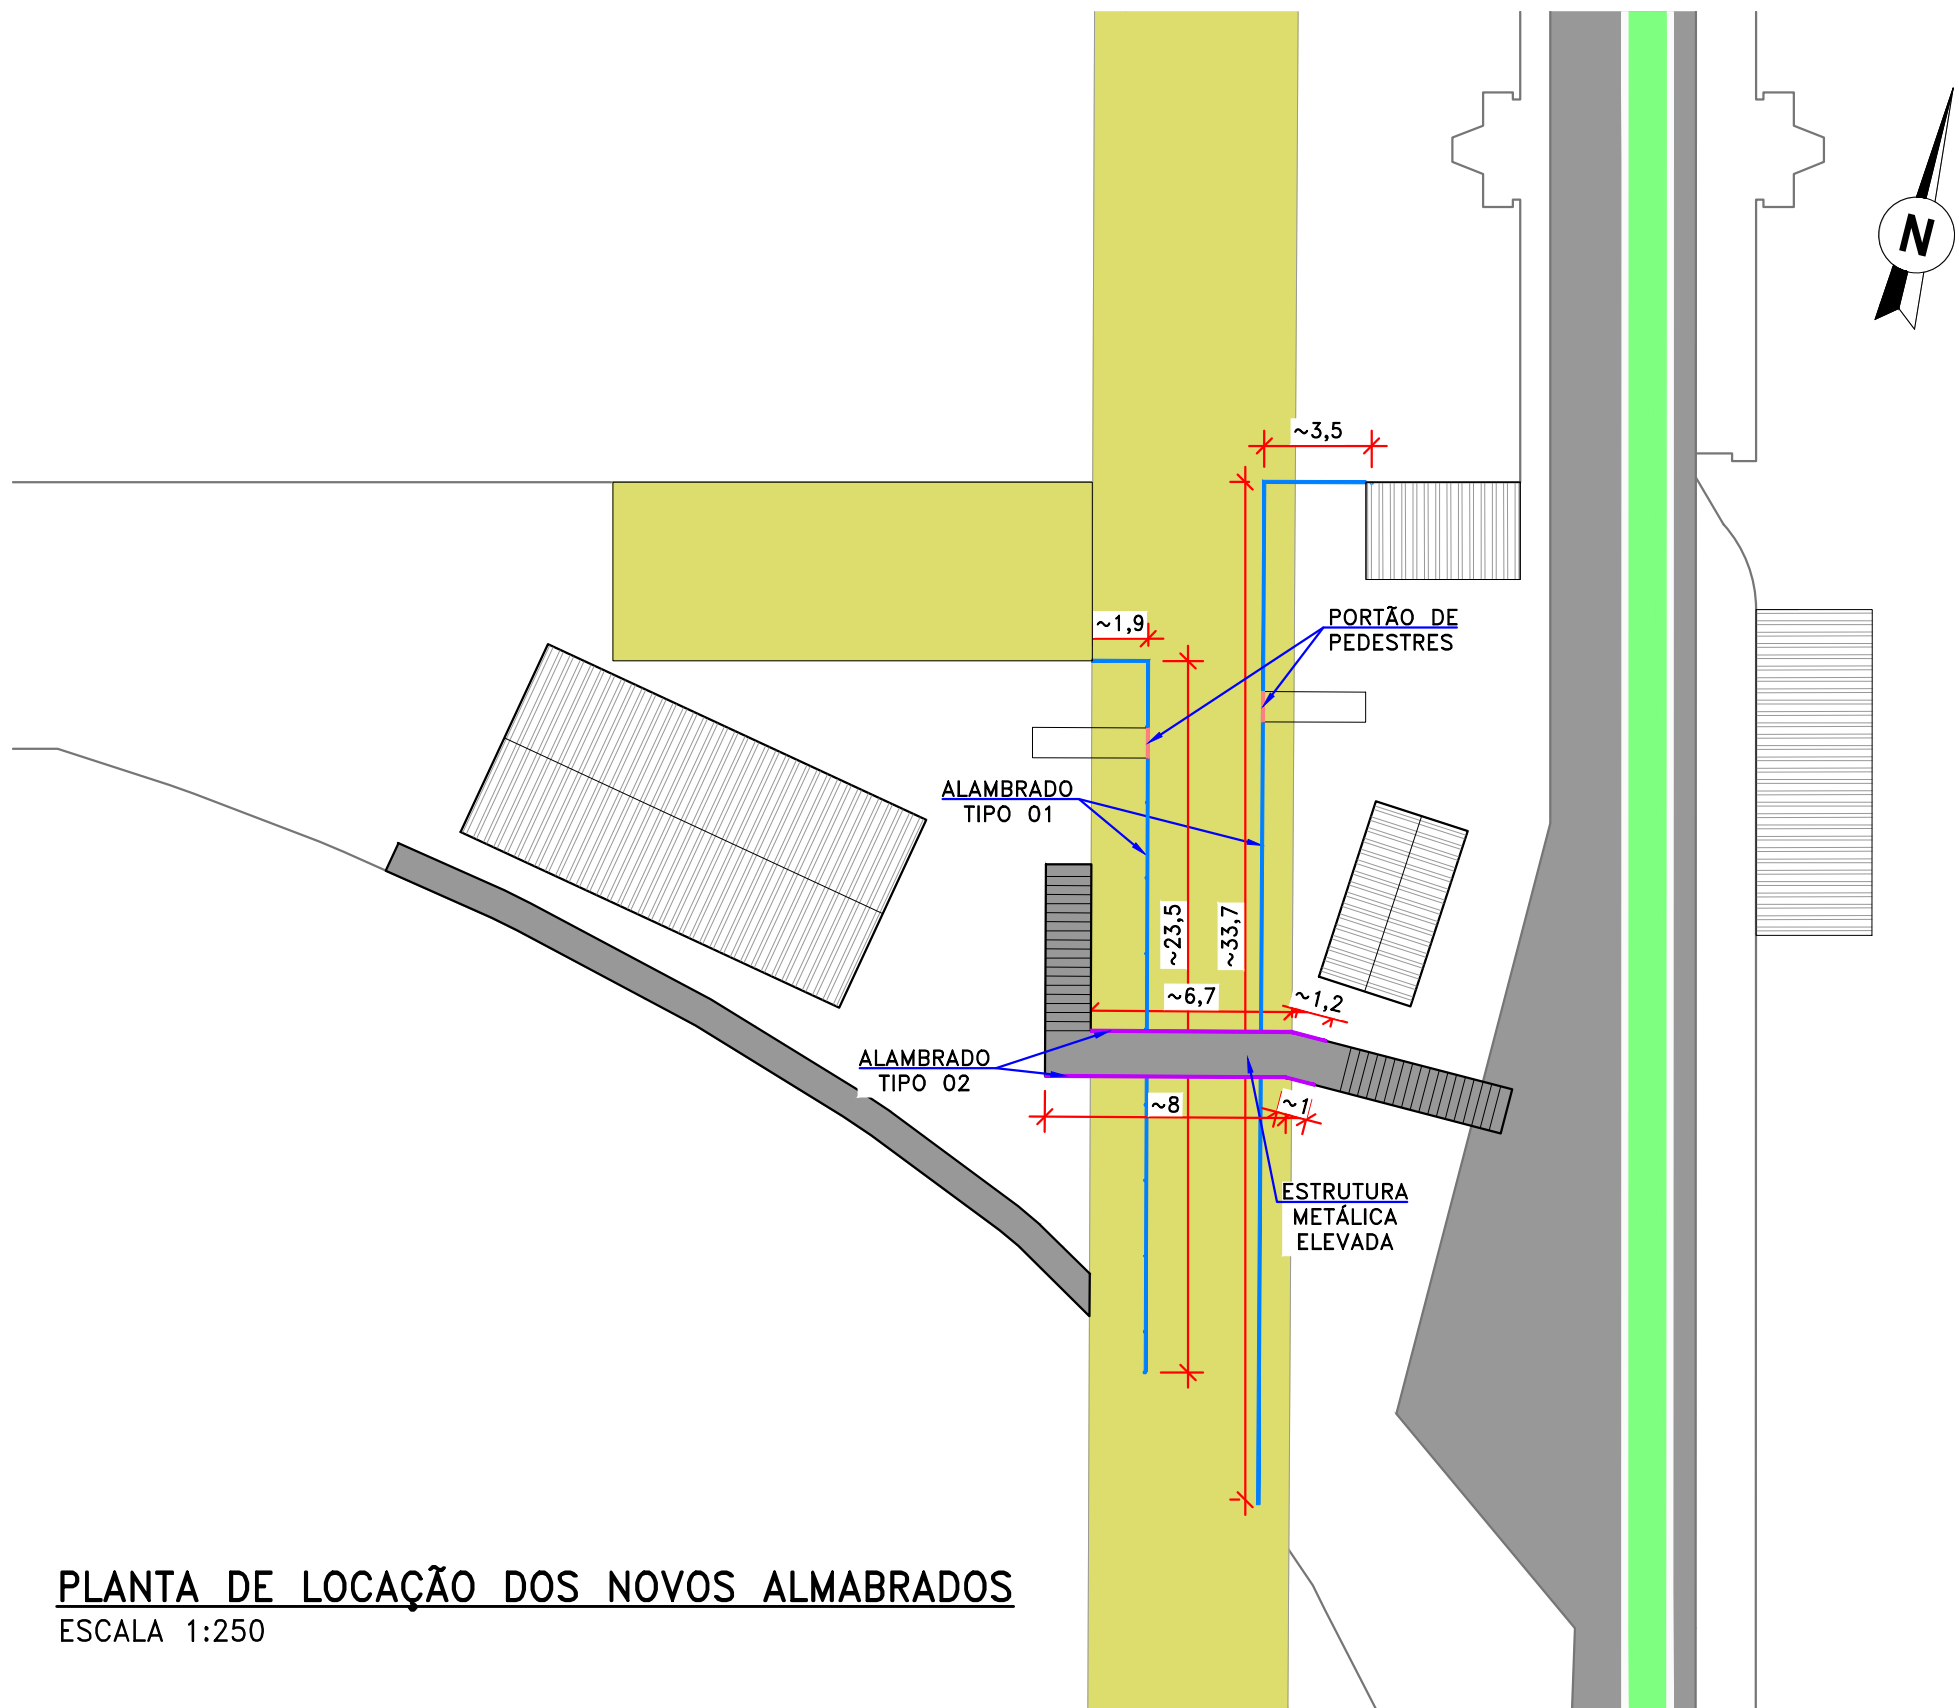 N
~3,5
~1,9
PORTÃO DE
PEDESTRES
ALAMBRADO
TIPO 01
~23,5
~33,7
~6,7
~1,2
ALAMBRADO
TIPO 02
~8
~1
ESTRUTURA
METÁLICA
ELEVADA
PLANTA DE LOCAÇÃO DOS NOVOS ALMABRADOS
ESCALA 1:250